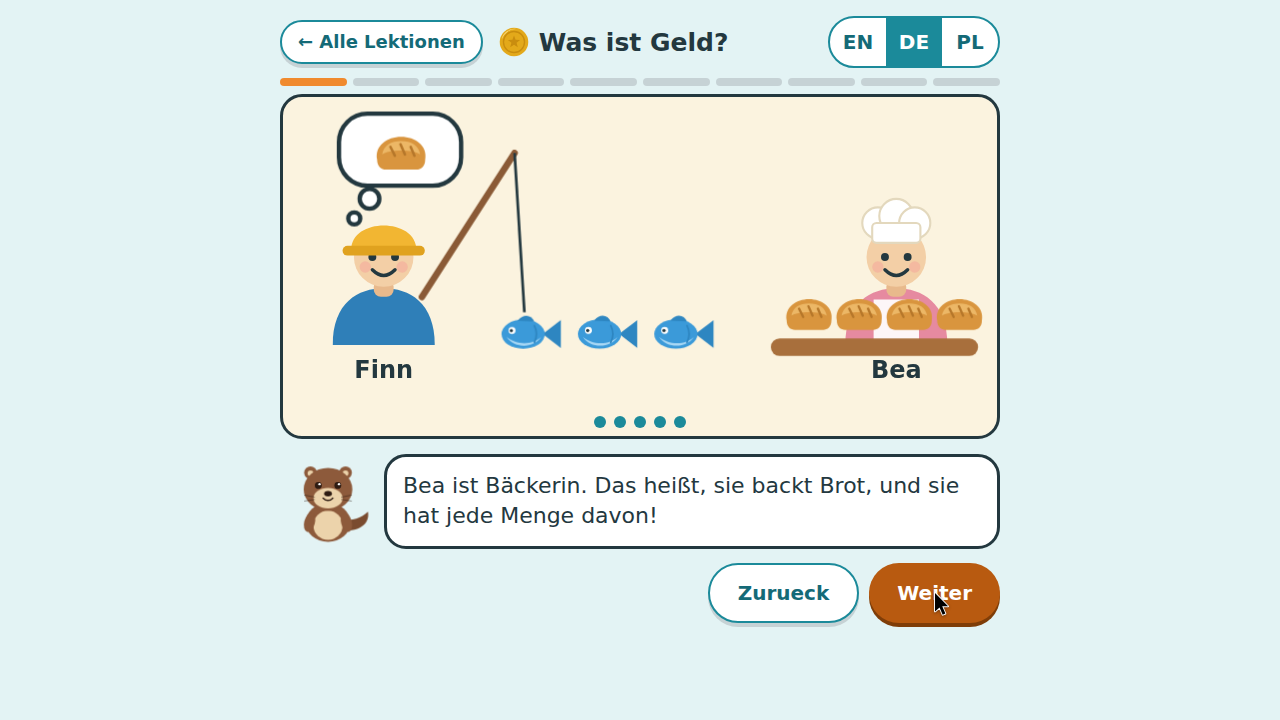 ← Alle Lektionen
Was ist Geld?
EN DE PL
Finn
Bea
Bea ist Bäckerin. Das heißt, sie backt Brot, und sie
hat jede Menge davon!
Zurueck
Weiter